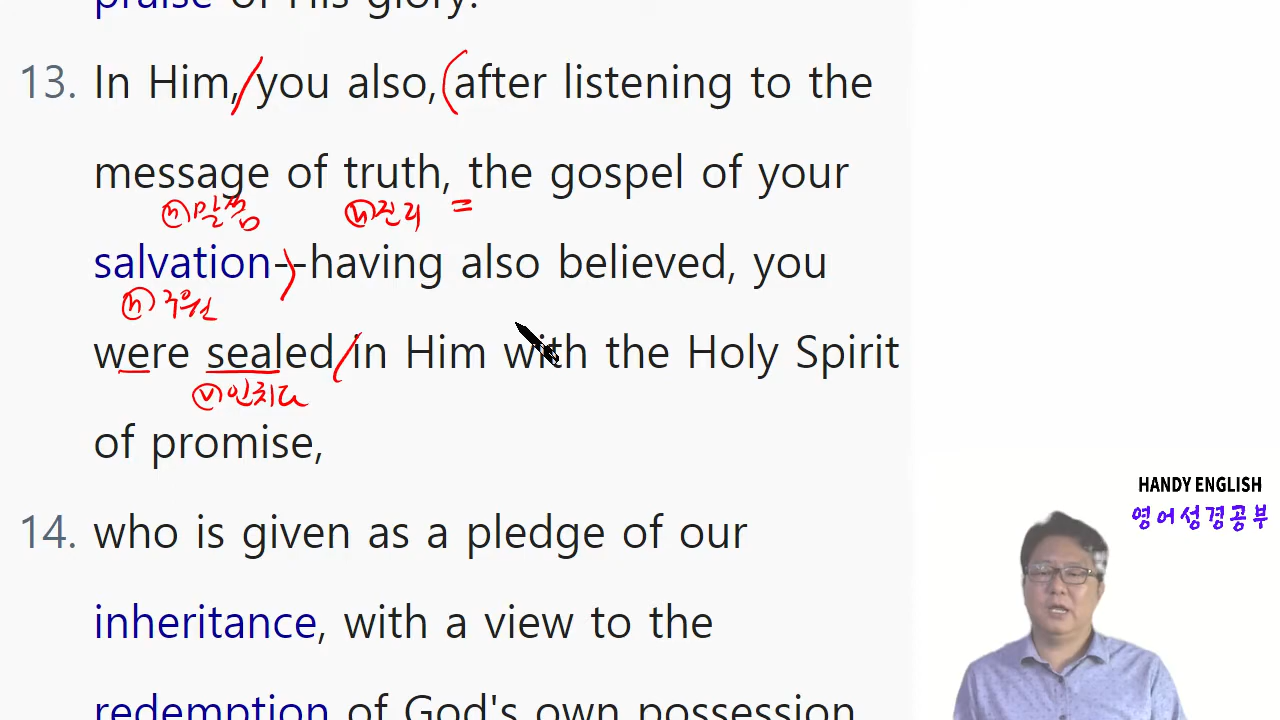 praise of His glory.
13. In Him, you also, (after listening to the
message of truth, the gospel of your
ⓝ말씀 ⓝ진리 =
salvation--having also believed, you
ⓝ구원
were sealed in Him with the Holy Spirit
ⓥ인치다
of promise,
14. who is given as a pledge of our
inheritance, with a view to the
redemption of God's own possession
HANDY ENGLISH
영어성경공부